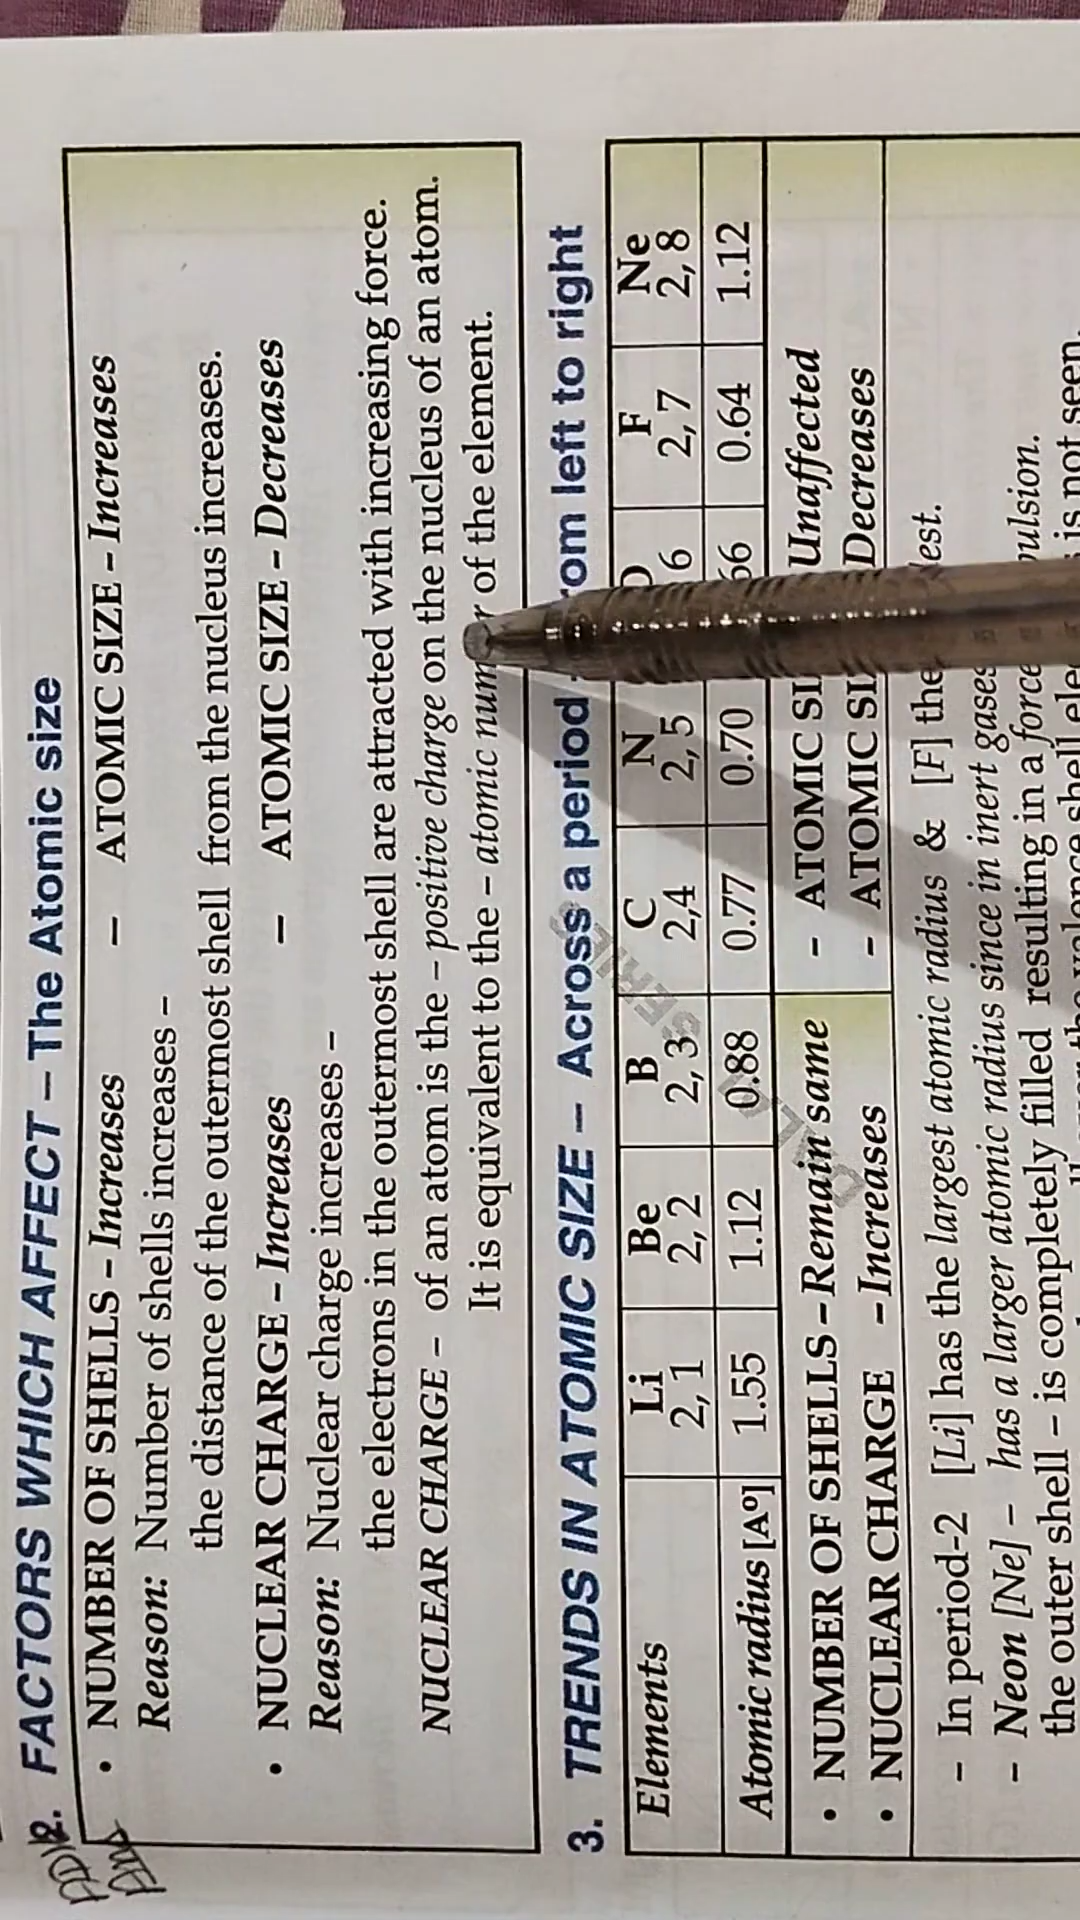 2. FACTORS WHICH AFFECT – The Atomic size
• NUMBER OF SHELLS – Increases – ATOMIC SIZE – Increases
Reason: Number of shells increases –
the distance of the outermost shell from the nucleus increases.
• NUCLEAR CHARGE – Increases – ATOMIC SIZE – Decreases
Reason: Nuclear charge increases –
the electrons in the outermost shell are attracted with increasing force.
NUCLEAR CHARGE – of an atom is the – positive charge on the nucleus of an atom.
It is equivalent to the – atomic of the element.
3. TRENDS IN ATOMIC SIZE – Across a period left to right
Elements Li Be B C N F Ne
2, 1 2, 2 2, 3 2,4 2, 5 6 2, 7 2, 8
Atomic radius [A⁰] 1.55 1.12 0.88 0.77 0.70 66 0.64 1.12
• NUMBER OF SHELLS – Remain same – ATOMIC Unaffected
• NUCLEAR CHARGE – Increases – ATOMIC Decreases
– In period-2 [Li] has the largest atomic radius & [F] the
– Neon [Ne] – has a larger atomic radius since in inert gases
the outer shell – is completely filled resulting in a force
is not seen.
SERIES